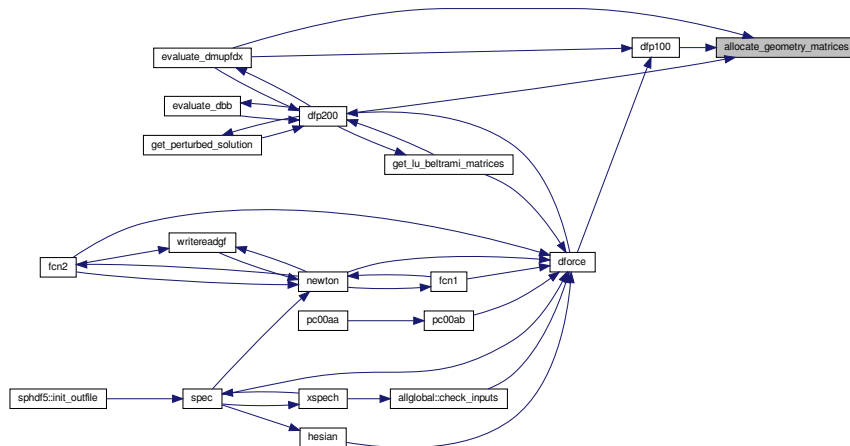 evaluate_dmupfdx
dfp100
allocate_geometry_matrices
evaluate_dbb
dfp200
get_perturbed_solution
get_lu_beltrami_matrices
writereadgf
fcn2
dforce
newton
fcn1
pc00aa
pc00ab
sphdf5::init_outfile
spec
xspech
allglobal::check_inputs
hesian